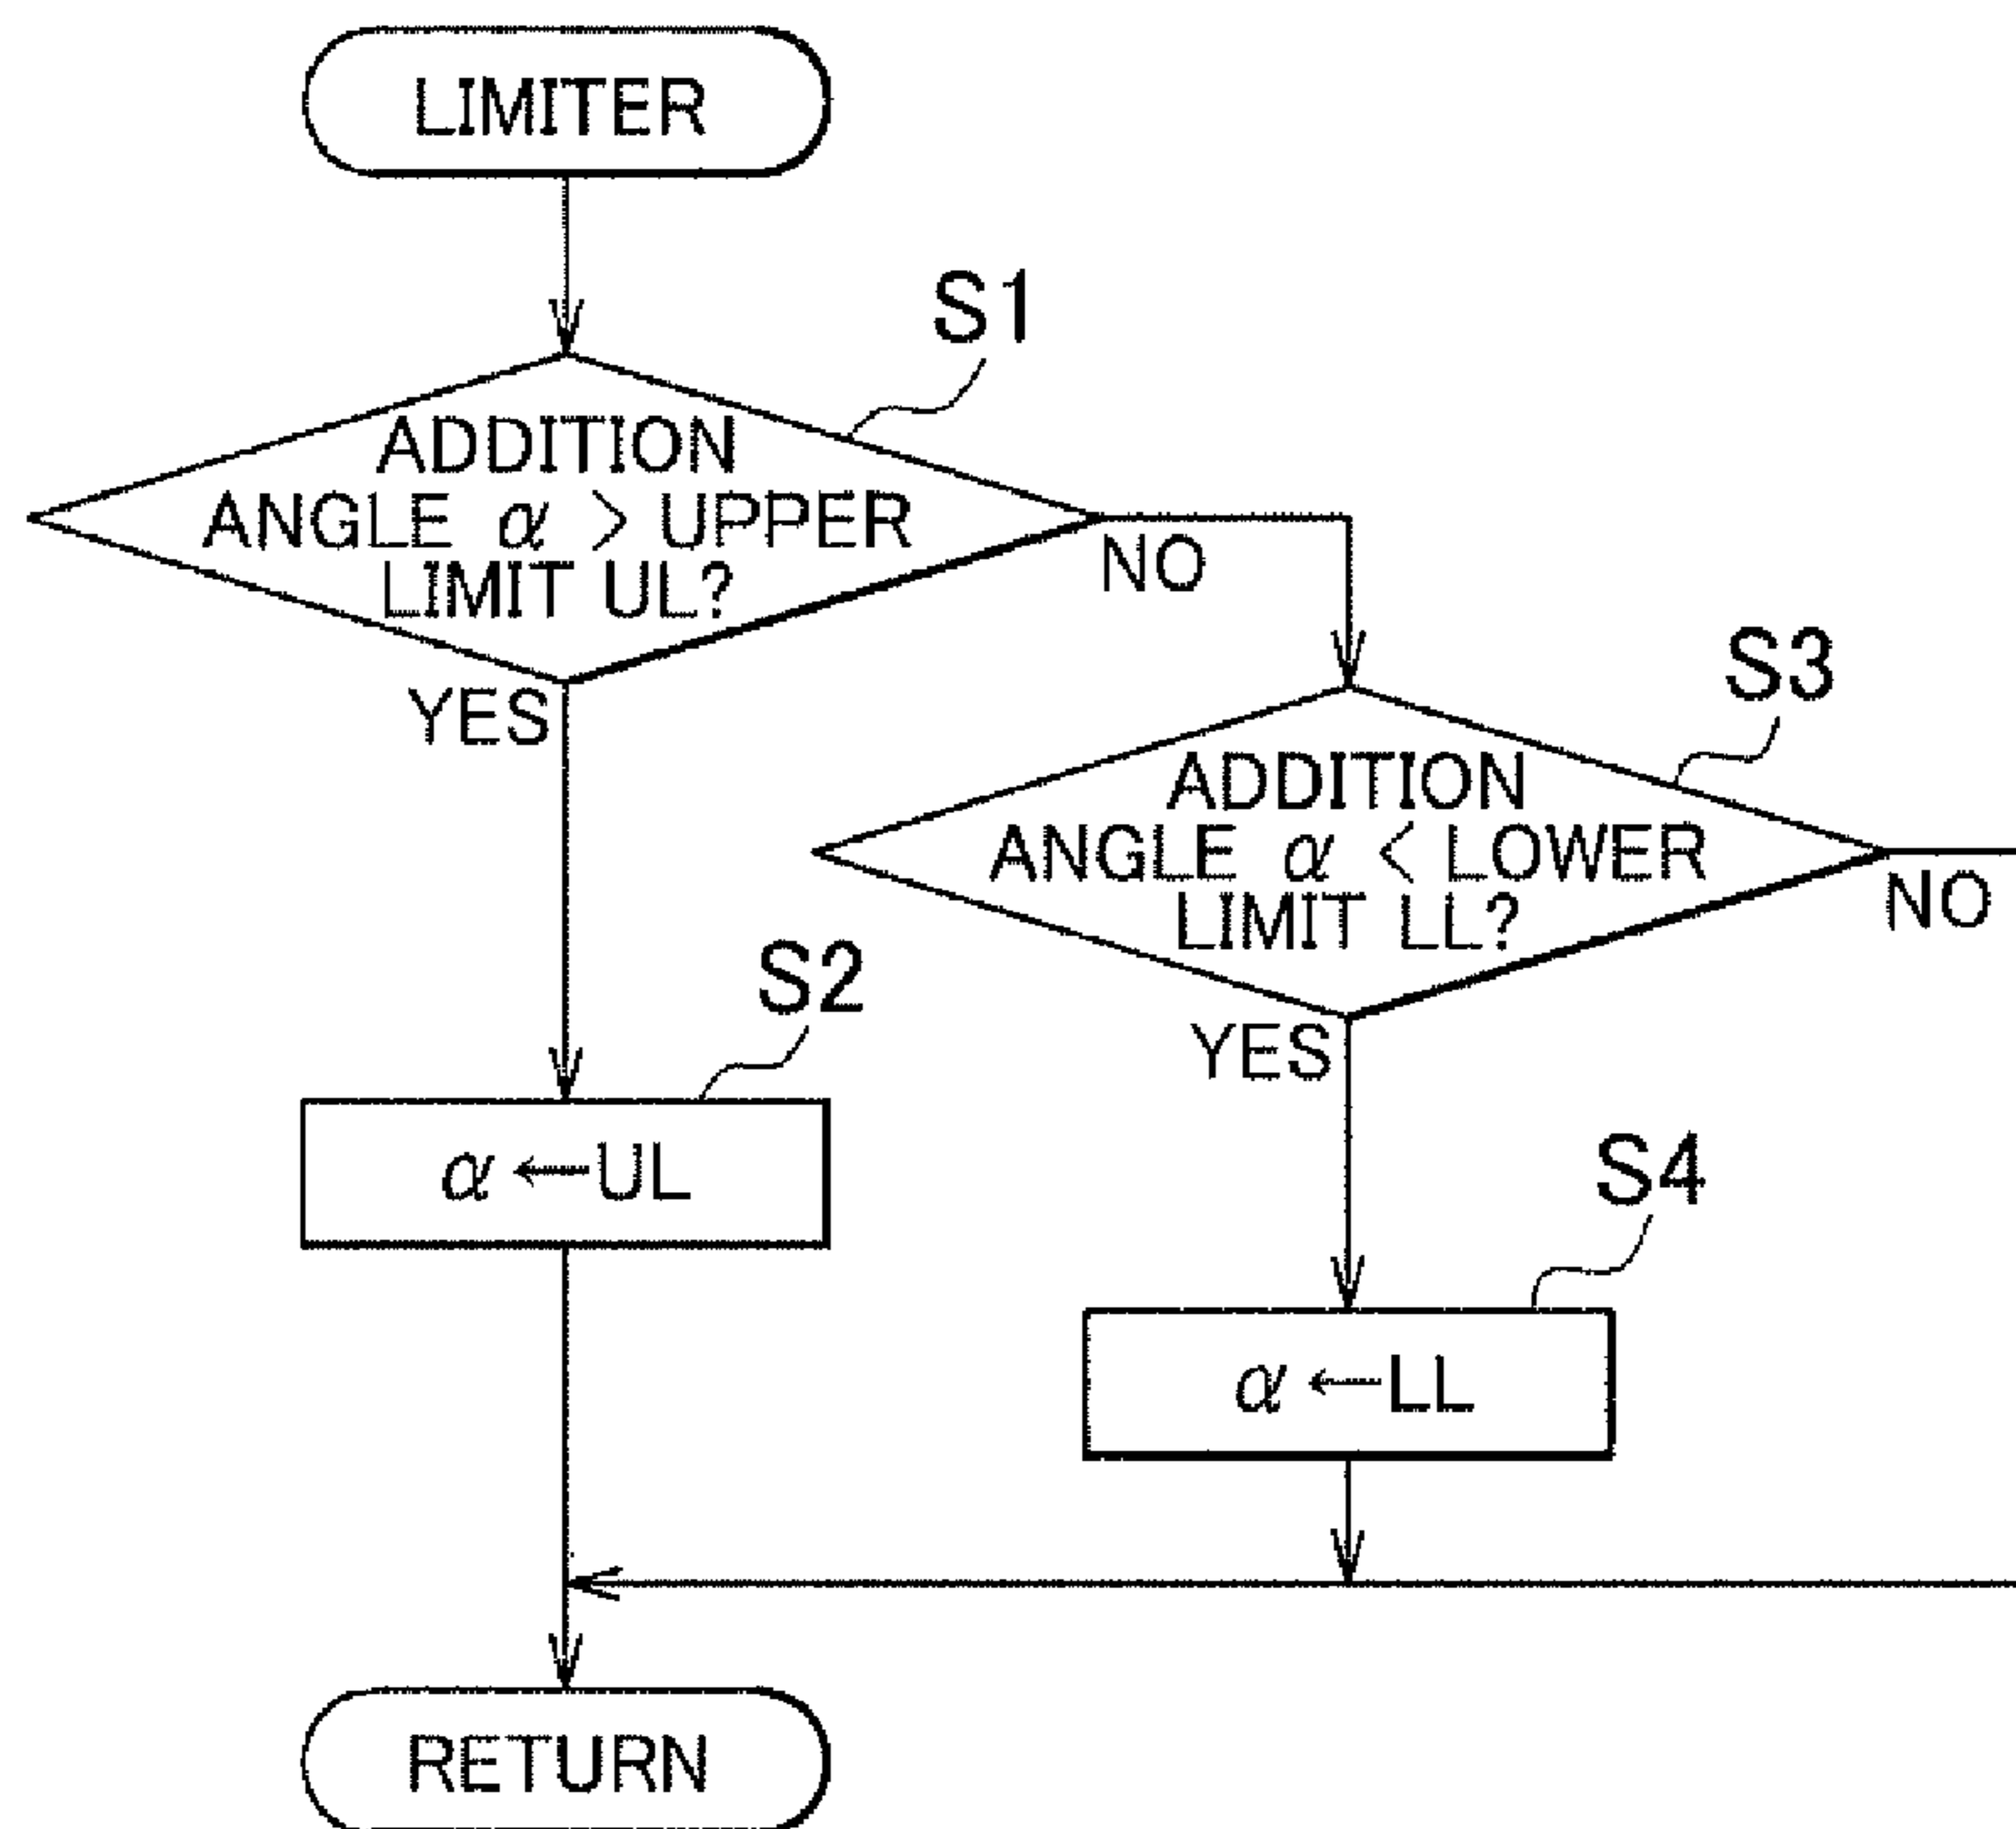 LIMITER
S1
ADDITION
ANGLE α > UPPER
LIMIT UL?
NO
YES
S3
ADDITION
ANGLE α < LOWER
LIMIT LL?
NO
YES
S2
α ← UL
S4
α ← LL
RETURN